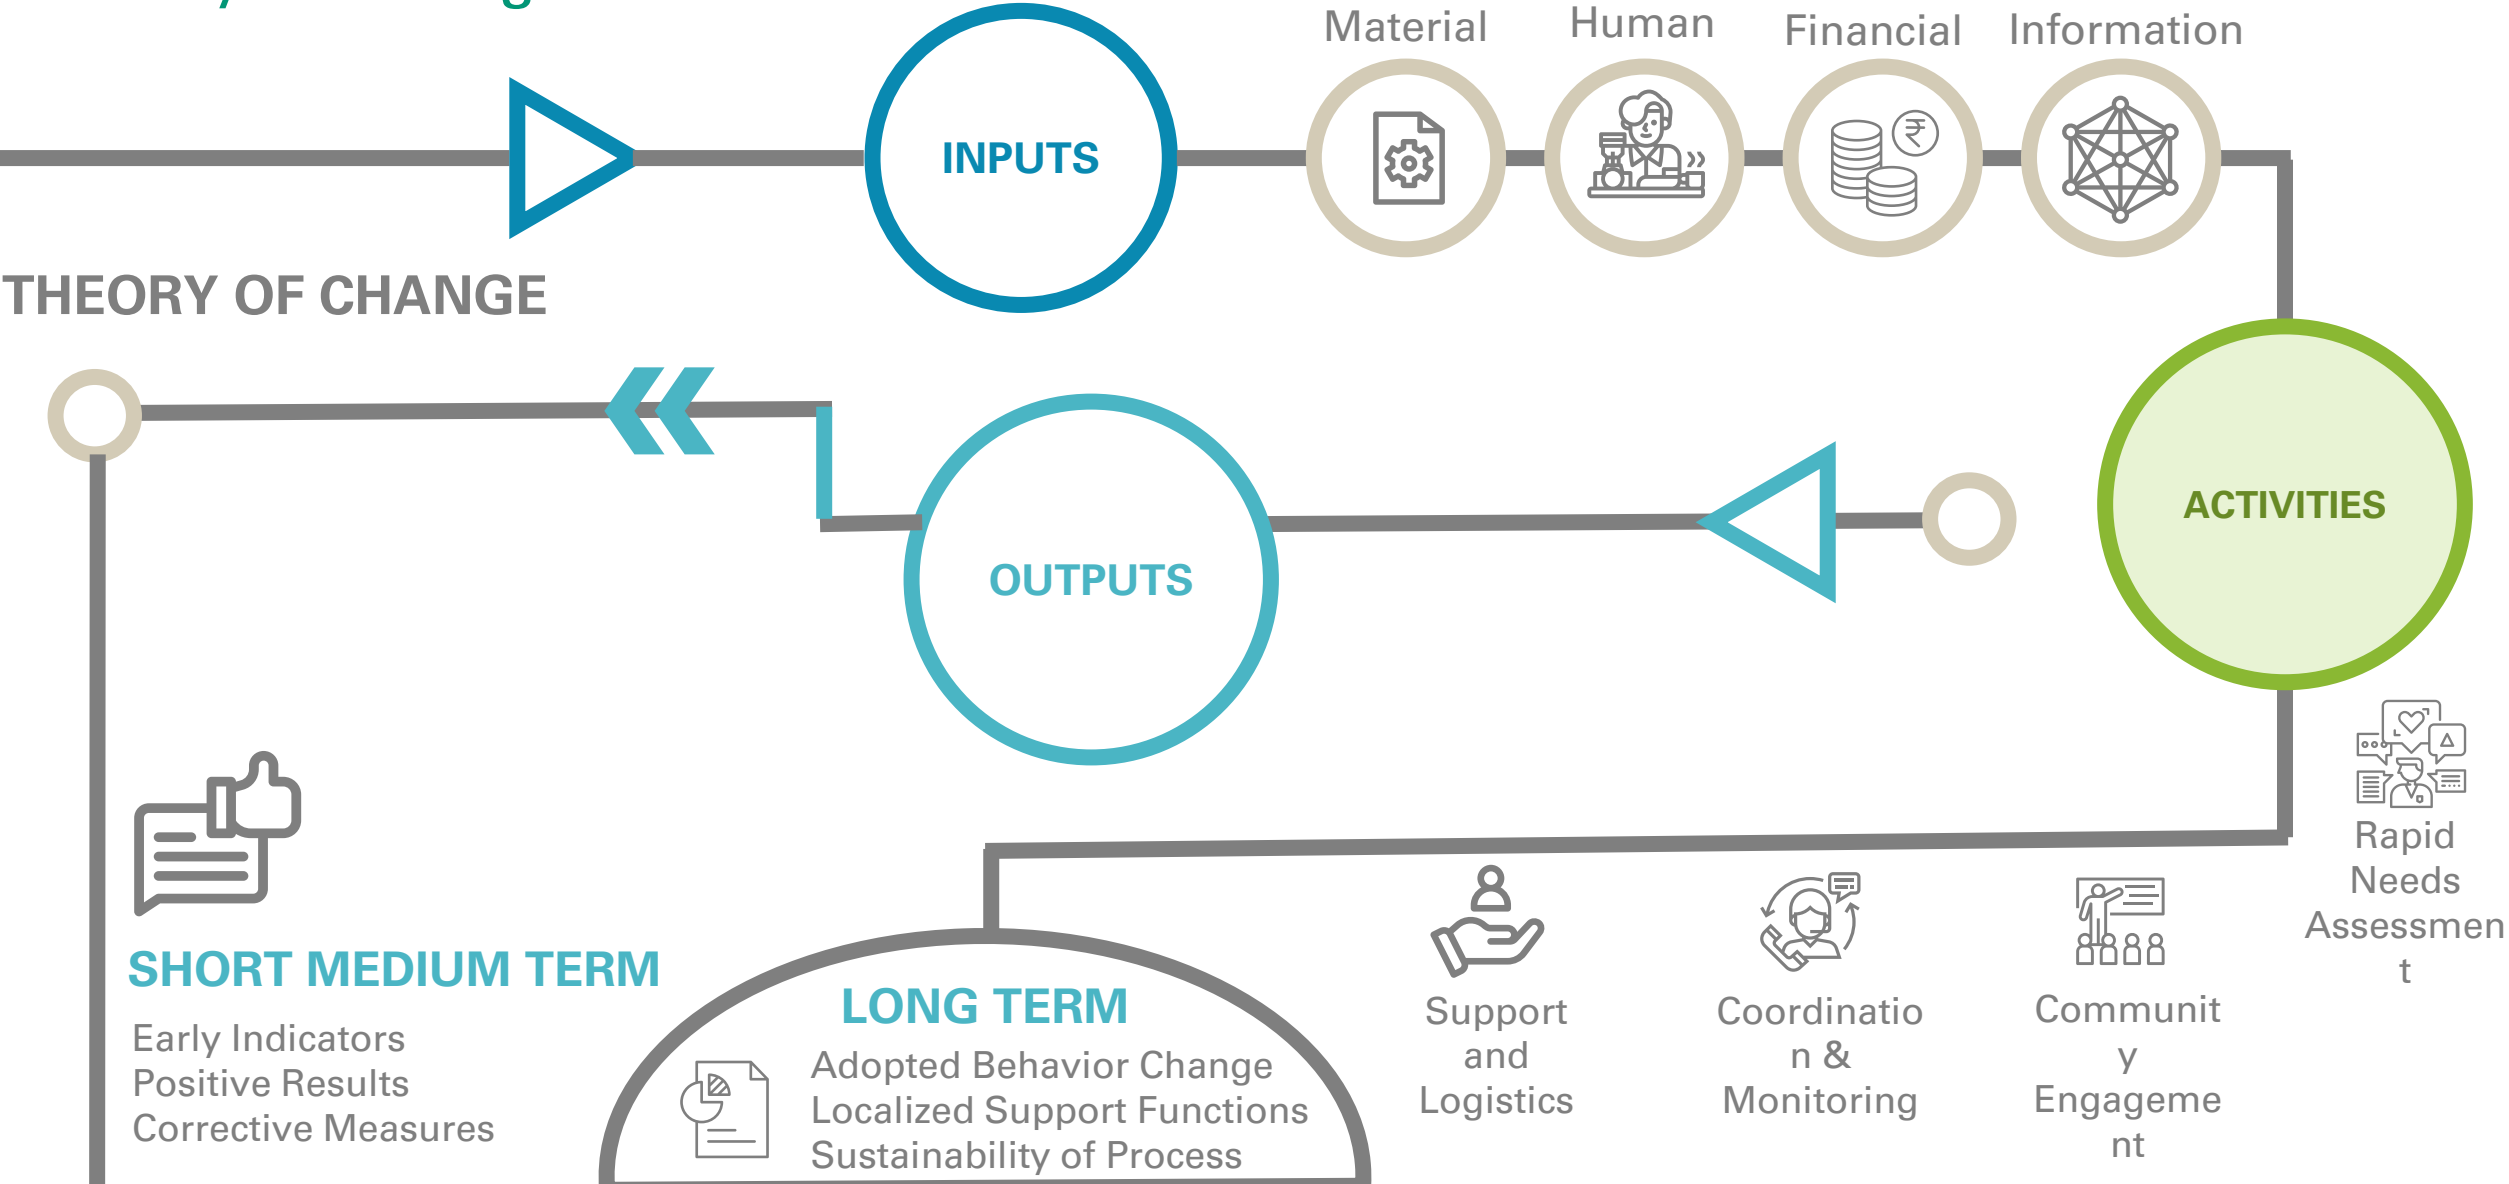 Material
Human
Financial
Information
INPUTS
THEORY OF CHANGE
ACTIVITIES
OUTPUTS
Rapid
Needs
Assessmen
t
SHORT MEDIUM TERM
Early Indicators
Positive Results
Corrective Measures
LONG TERM
Adopted Behavior Change
Localized Support Functions
Sustainability of Process
Support
and
Logistics
Coordinatio
n &
Monitoring
Communit
y
Engageme
nt